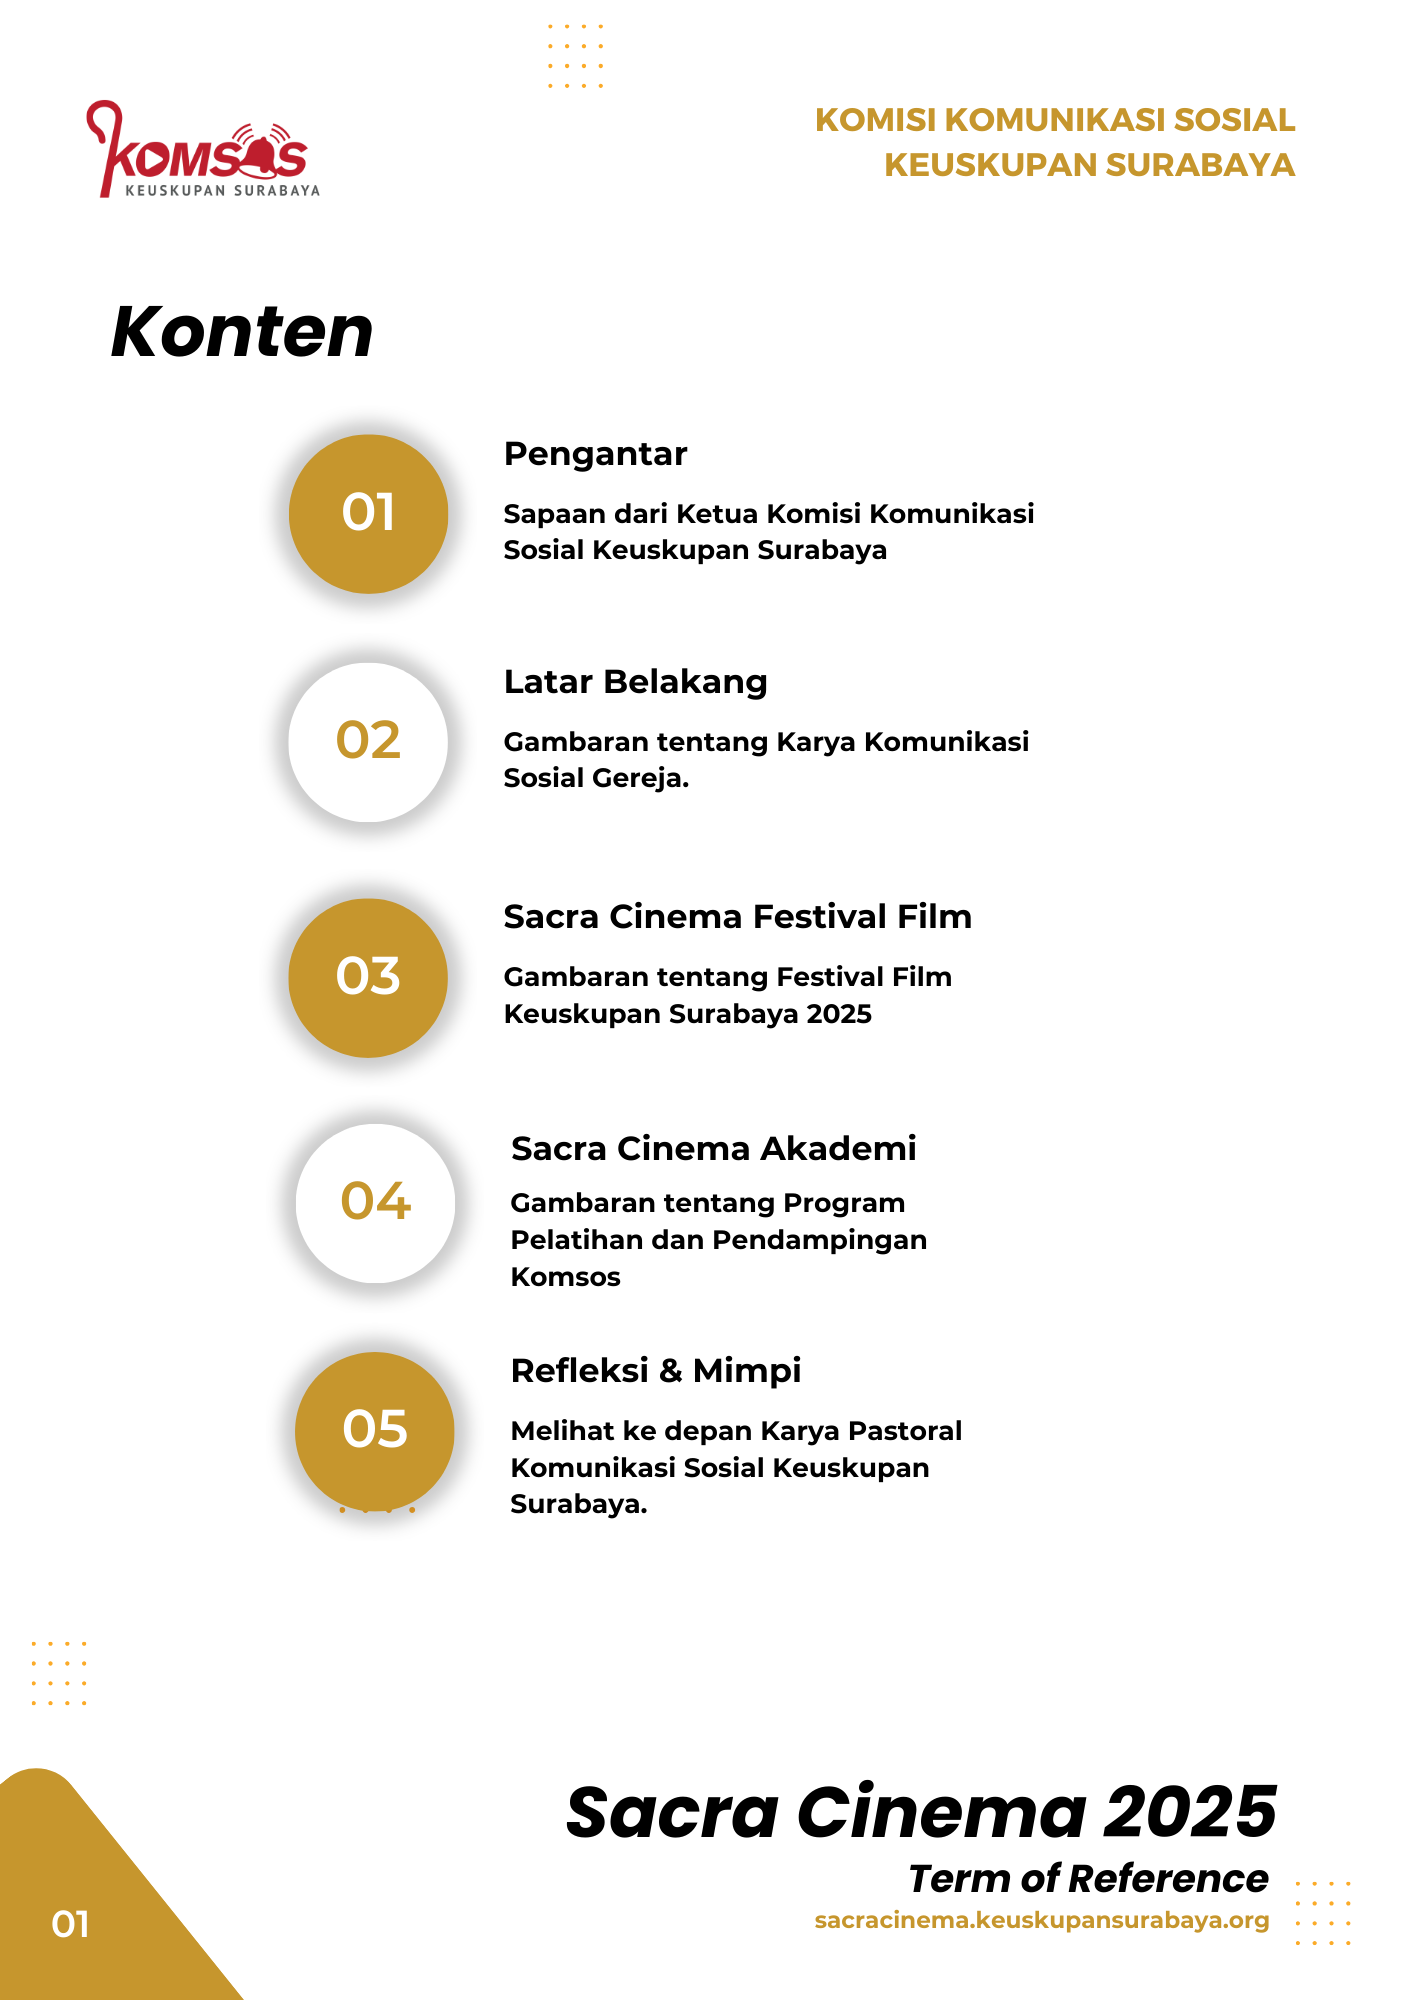 KOMSOS
KEUSKUPAN SURABAYA
KOMISI KOMUNIKASI SOSIAL
KEUSKUPAN SURABAYA
Konten
01
Pengantar
Sapaan dari Ketua Komisi Komunikasi
Sosial Keuskupan Surabaya
02
Latar Belakang
Gambaran tentang Karya Komunikasi
Sosial Gereja.
03
Sacra Cinema Festival Film
Gambaran tentang Festival Film
Keuskupan Surabaya 2025
04
Sacra Cinema Akademi
Gambaran tentang Program
Pelatihan dan Pendampingan
Komsos
05
Refleksi & Mimpi
Melihat ke depan Karya Pastoral
Komunikasi Sosial Keuskupan
Surabaya.
Sacra Cinema 2025
Term of Reference
sacracinema.keuskupansurabaya.org
01